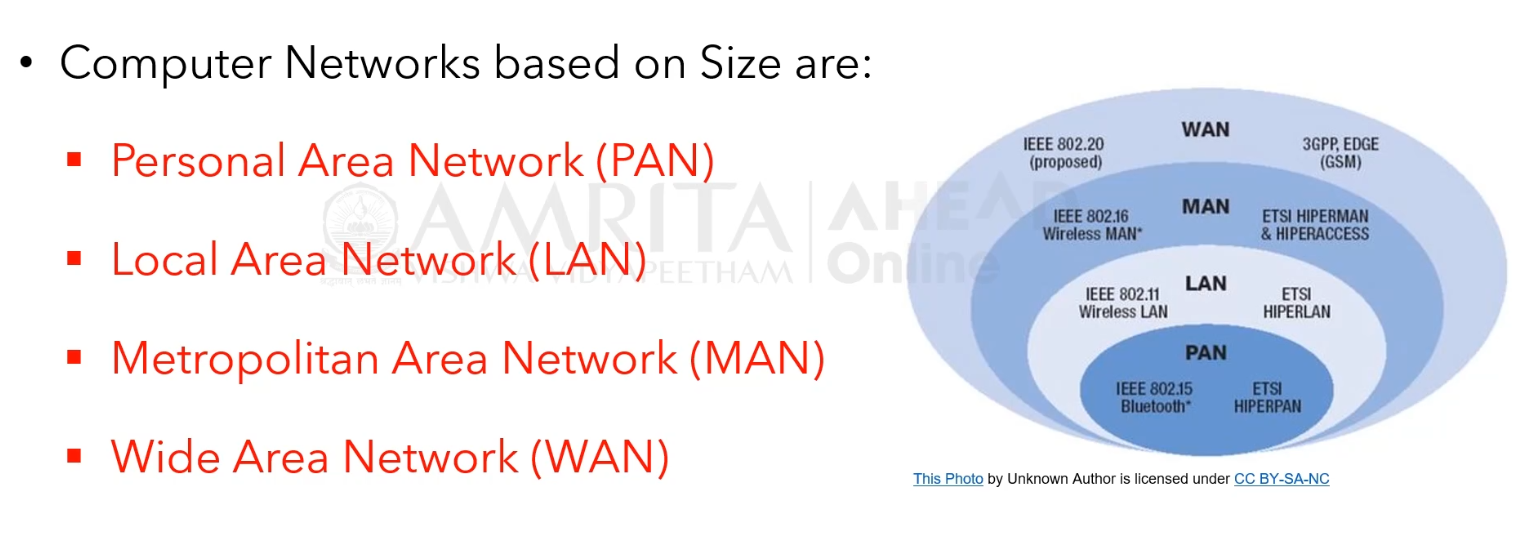 • Computer Networks based on Size are:
▪ Personal Area Network (PAN)
▪ Local Area Network (LAN)
▪ Metropolitan Area Network (MAN)
▪ Wide Area Network (WAN)
AMRITA
VISHWA VIDYAPEETHAM
AHEAD
Online
WAN
IEEE 802.20
(proposed)
3GPP, EDGE
(GSM)
MAN
IEEE 802.16
Wireless MAN*
ETSI HIPERMAN
& HIPERACCESS
LAN
IEEE 802.11
Wireless LAN
ETSI
HIPERLAN
PAN
IEEE 802.15
Bluetooth*
ETSI
HIPERPAN
This Photo by Unknown Author is licensed under CC BY-SA-NC